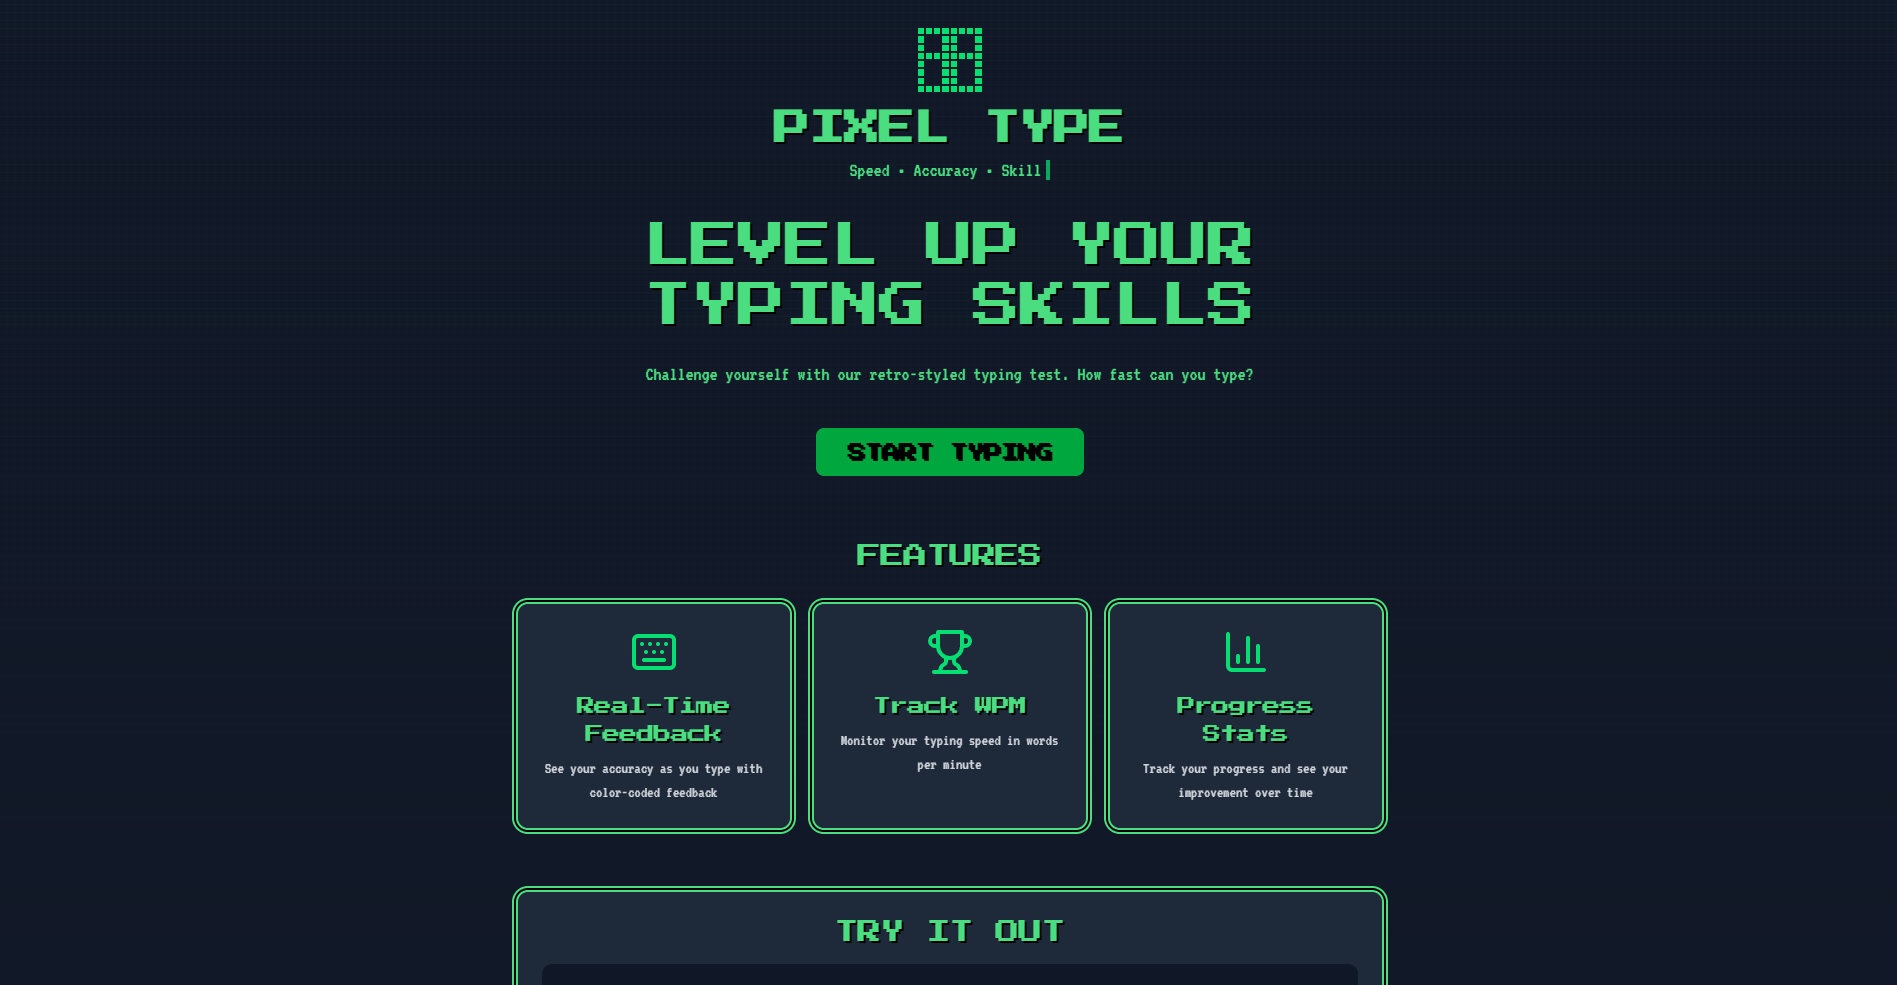 PIXEL TYPE
Speed ▪ Accuracy ▪ Skill
LEVEL UP YOUR
TYPING SKILLS
Challenge yourself with our retro-styled typing test. How fast can you type?
START TYPING
FEATURES
Real-Time
Feedback
See your accuracy as you type with
color-coded feedback
Track WPM
Monitor your typing speed in words
per minute
Progress
Stats
Track your progress and see your
improvement over time
TRY IT OUT